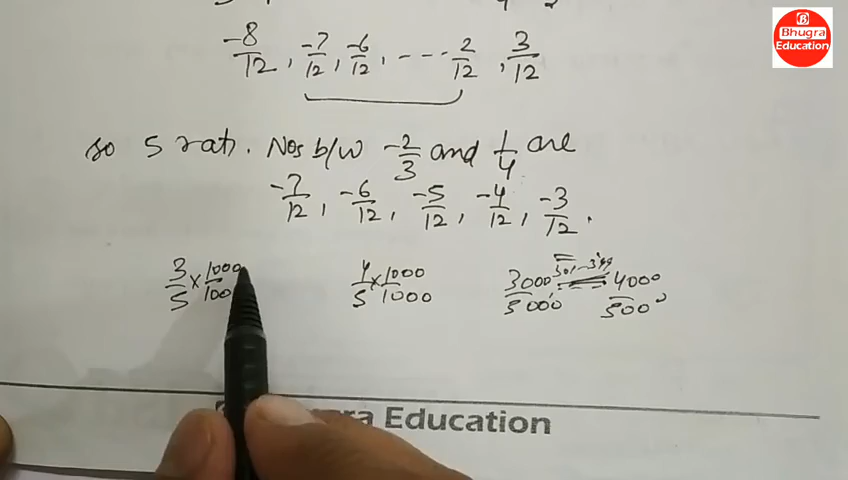 Bhugra
Education
-8/12, -7/12, -6/12, ---- 2/12, 3/12
so 5 ratn. Nos b/w -2/3 and 1/4 are
-7/12, -6/12, -5/12, -4/12, -3/12.
3/5 × 1000/100 4/5 × 1000/1000 3000/5000 4000/5000
Education